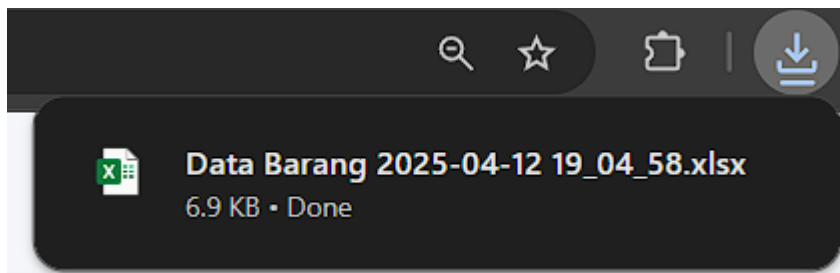 Data Barang 2025-04-12 19_04_58.xlsx
6.9 KB • Done